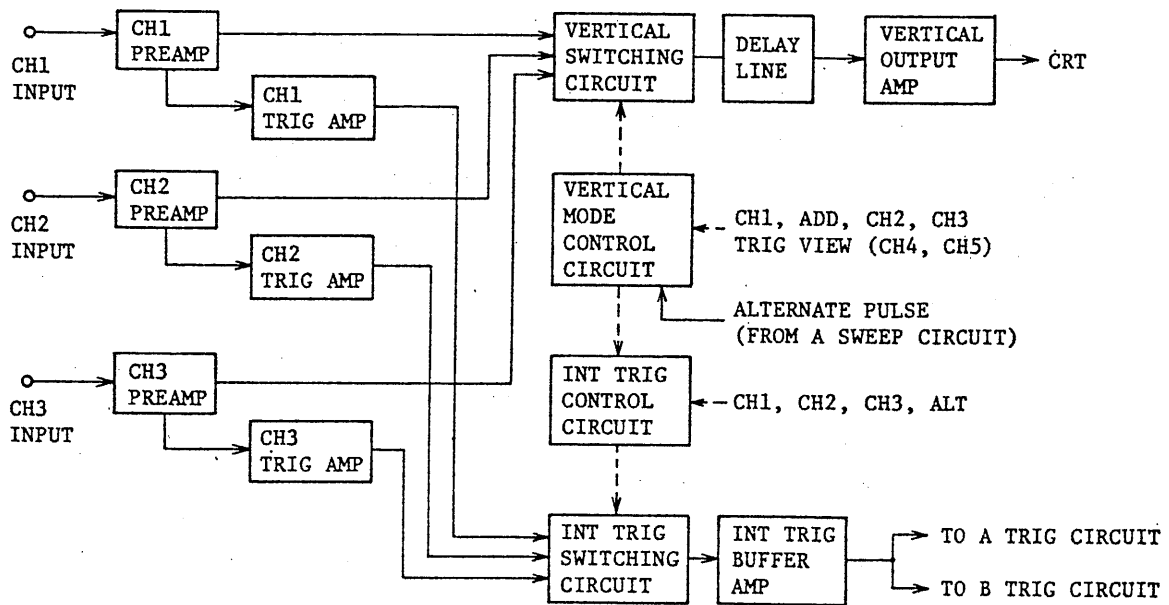 CH1
INPUT
CH1
PREAMP
CH1
TRIG AMP
CH2
INPUT
CH2
PREAMP
CH2
TRIG AMP
CH3
INPUT
CH3
PREAMP
CH3
TRIG AMP
VERTICAL
SWITCHING
CIRCUIT
DELAY
LINE
VERTICAL
OUTPUT
AMP
CRT
VERTICAL
MODE
CONTROL
CIRCUIT
CH1, ADD, CH2, CH3
TRIG VIEW (CH4, CH5)
ALTERNATE PULSE
(FROM A SWEEP CIRCUIT)
INT TRIG
CONTROL
CIRCUIT
CH1, CH2, CH3, ALT
INT TRIG
SWITCHING
CIRCUIT
INT TRIG
BUFFER
AMP
TO A TRIG CIRCUIT
TO B TRIG CIRCUIT